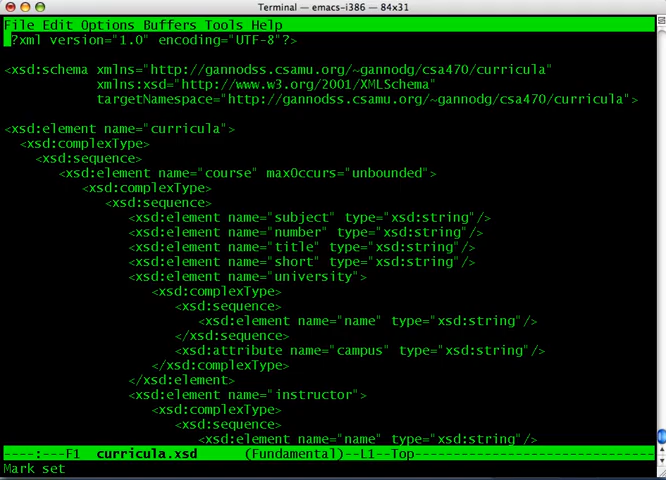 Terminal — emacs-i386 — 84x31
File Edit Options Buffers Tools Help
?xml version="1.0" encoding="UTF-8"?>
<xsd:schema xmlns="http://gannodss.csamu.org/~gannodg/csa470/curricula"
xmlns:xsd="http://www.w3.org/2001/XMLSchema"
targetNamespace="http://gannodss.csamu.org/~gannodg/csa470/curricula">
<xsd:element name="curricula">
<xsd:complexType>
<xsd:sequence>
<xsd:element name="course" maxOccurs="unbounded">
<xsd:complexType>
<xsd:sequence>
<xsd:element name="subject" type="xsd:string"/>
<xsd:element name="number" type="xsd:string"/>
<xsd:element name="title" type="xsd:string"/>
<xsd:element name="short" type="xsd:string"/>
<xsd:element name="university">
<xsd:complexType>
<xsd:sequence>
<xsd:element name="name" type="xsd:string"/>
</xsd:sequence>
<xsd:attribute name="campus" type="xsd:string"/>
</xsd:complexType>
</xsd:element>
<xsd:element name="instructor">
<xsd:complexType>
<xsd:sequence>
<xsd:element name="name" type="xsd:string"/>
----:---F1 curricula.xsd (Fundamental)--L1--Top----------------------------------
Mark set